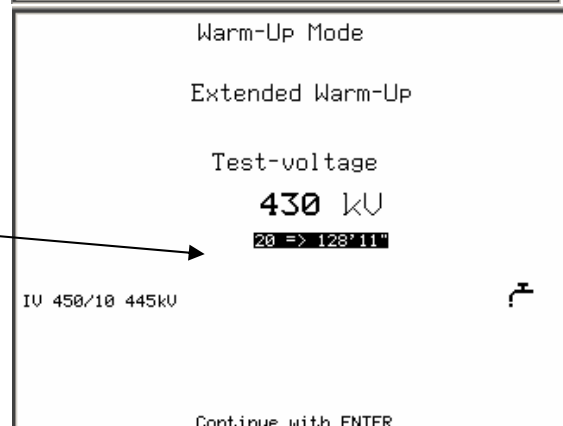 Warm-Up Mode
Extended Warm-Up
Test-voltage
430 kV
20 => 128'11"
IV 450/10 445kV
Continue with ENTER